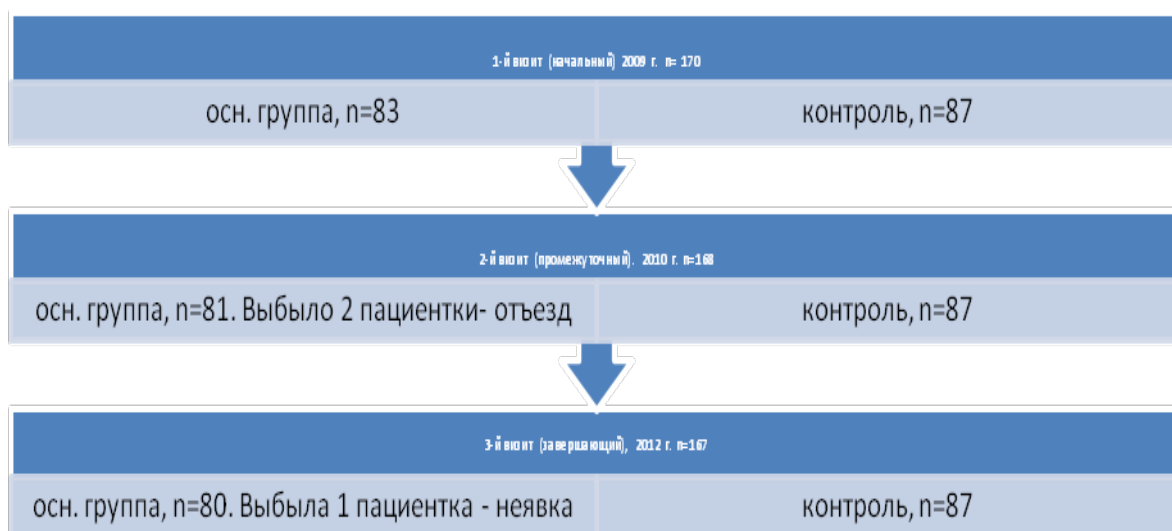 1-й визит (начальный) 2009 г. n= 170
осн. группа, n=83
контроль, n=87
2-й визит (промежуточный). 2010 г. n=168
осн. группа, n=81. Выбыло 2 пациентки- отъезд
контроль, n=87
3-й визит (завершающий), 2012 г. n=167
осн. группа, n=80. Выбыла 1 пациентка - неявка
контроль, n=87